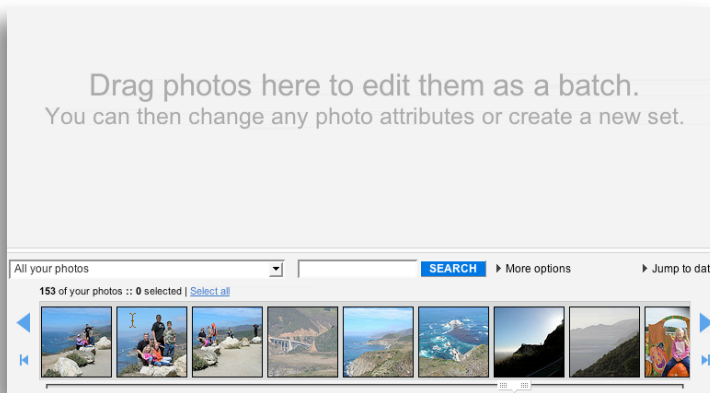 Drag photos here to edit them as a batch.
You can then change any photo attributes or create a new set.
All your photos SEARCH More options Jump to dat
153 of your photos :: 0 selected | Select all